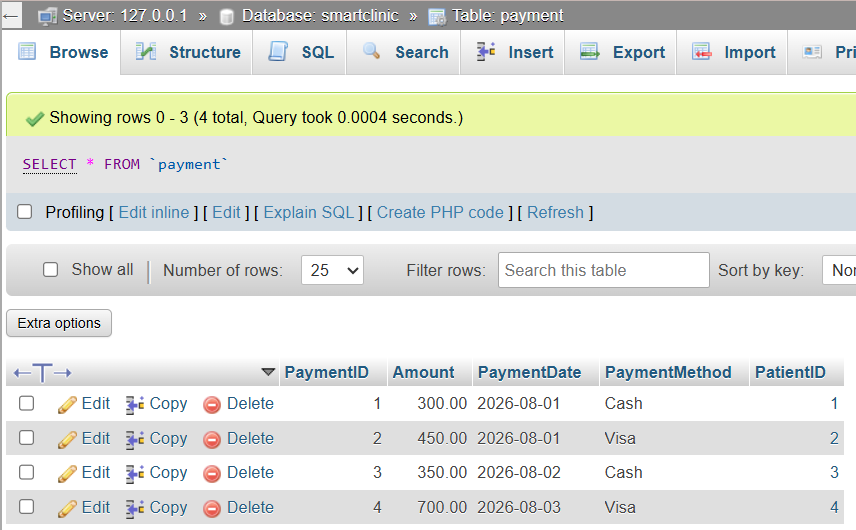 ← Server: 127.0.0.1 » Database: smartclinic » Table: payment
Browse Structure SQL Search Insert Export Import Pri
Showing rows 0 - 3 (4 total, Query took 0.0004 seconds.)
SELECT * FROM `payment`
Profiling [ Edit inline ] [ Edit ] [ Explain SQL ] [ Create PHP code ] [ Refresh ]
Show all | Number of rows: 25 Filter rows: Search this table Sort by key: Non
Extra options
←T→ PaymentID Amount PaymentDate PaymentMethod PatientID
Edit Copy Delete 1 300.00 2026-08-01 Cash 1
Edit Copy Delete 2 450.00 2026-08-01 Visa 2
Edit Copy Delete 3 350.00 2026-08-02 Cash 3
Edit Copy Delete 4 700.00 2026-08-03 Visa 4